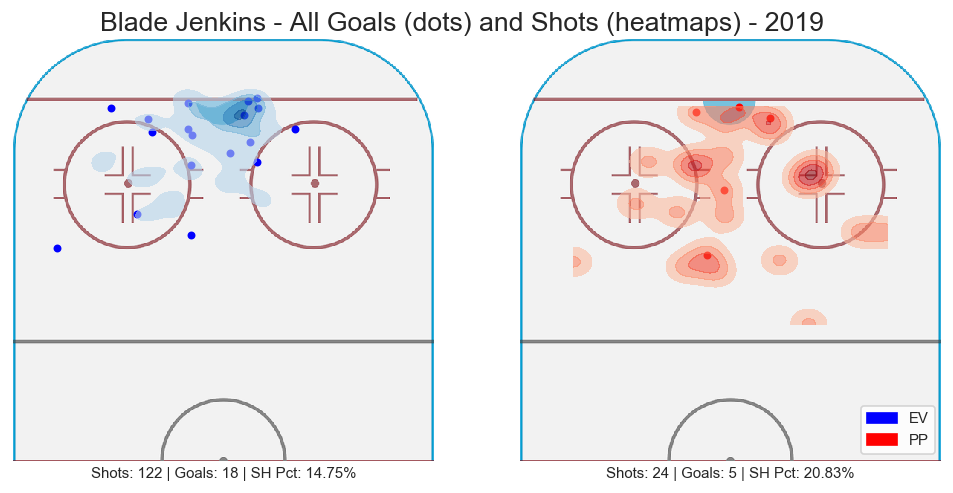 Blade Jenkins - All Goals (dots) and Shots (heatmaps) - 2019
EV
PP
Shots: 122 | Goals: 18 | SH Pct: 14.75%
Shots: 24 | Goals: 5 | SH Pct: 20.83%